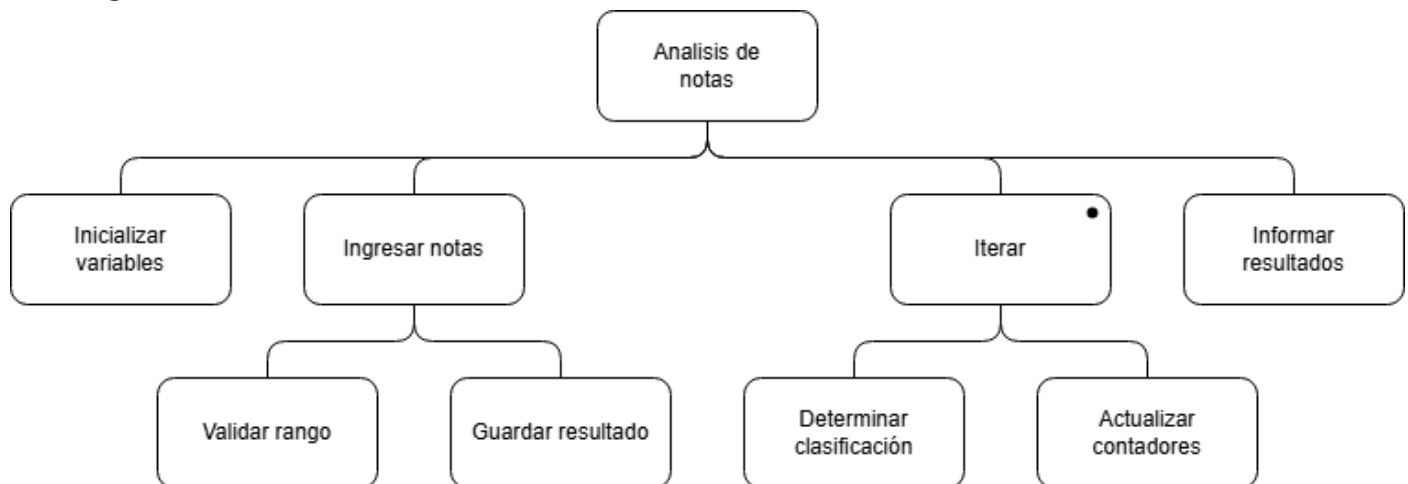 Analisis de
notas
Inicializar
variables
Ingresar notas
Iterar
Informar
resultados
Validar rango
Guardar resultado
Determinar
clasificación
Actualizar
contadores